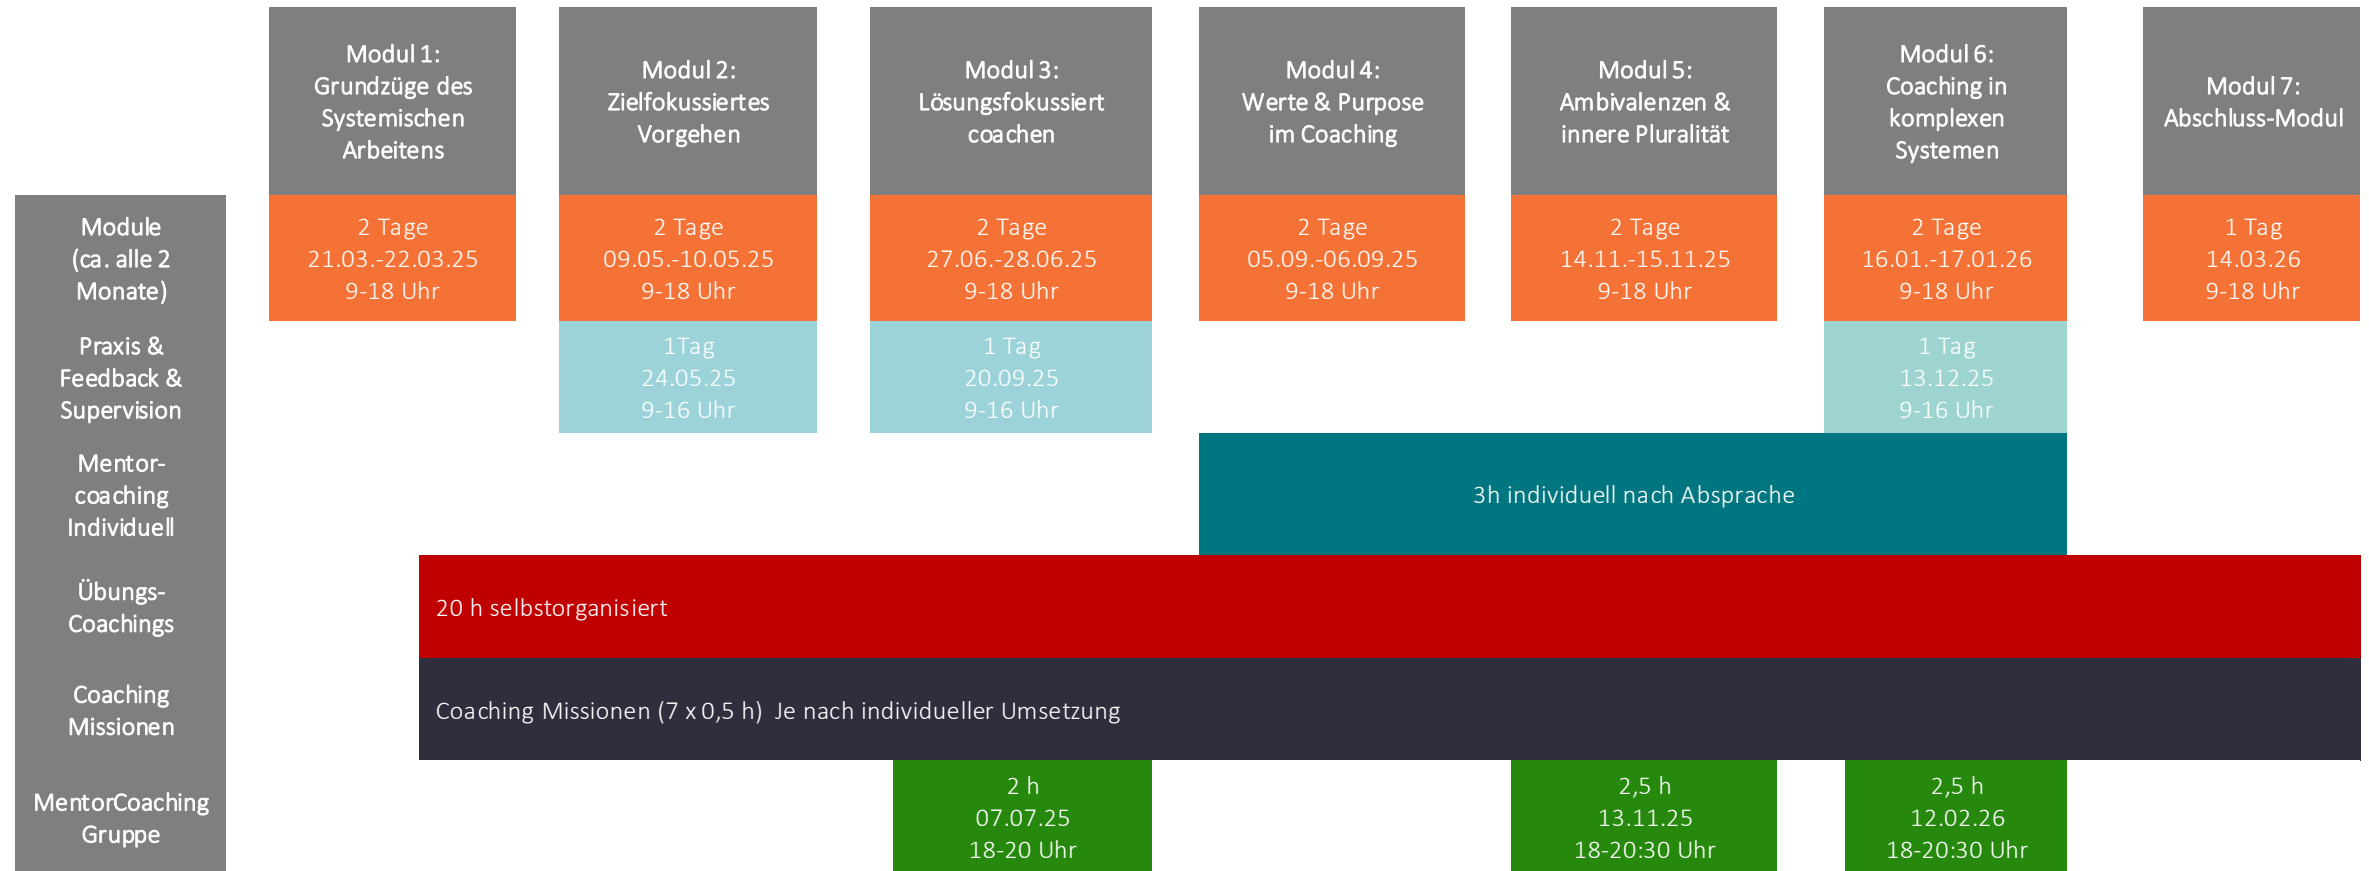 Modul 1:
Grundzüge des
Systemischen
Arbeitens
Modul 2:
Zielfokussiertes
Vorgehen
Modul 3:
Lösungsfokussiert
coachen
Modul 4:
Werte & Purpose
im Coaching
Modul 5:
Ambivalenzen &
innere Pluralität
Modul 6:
Coaching in
komplexen
Systemen
Modul 7:
Abschluss-Modul
Module
(ca. alle 2
Monate)
2 Tage
21.03.-22.03.25
9-18 Uhr
2 Tage
09.05.-10.05.25
9-18 Uhr
2 Tage
27.06.-28.06.25
9-18 Uhr
2 Tage
05.09.-06.09.25
9-18 Uhr
2 Tage
14.11.-15.11.25
9-18 Uhr
2 Tage
16.01.-17.01.26
9-18 Uhr
1 Tag
14.03.26
9-18 Uhr
Praxis &
Feedback &
Supervision
1Tag
24.05.25
9-16 Uhr
1 Tag
20.09.25
9-16 Uhr
1 Tag
13.12.25
9-16 Uhr
Mentor-
coaching
Individuell
3h individuell nach Absprache
Übungs-
Coachings
20 h selbstorganisiert
Coaching
Missionen
Coaching Missionen (7 x 0,5 h)  Je nach individueller Umsetzung
MentorCoaching
Gruppe
2 h
07.07.25
18-20 Uhr
2,5 h
13.11.25
18-20:30 Uhr
2,5 h
12.02.26
18-20:30 Uhr